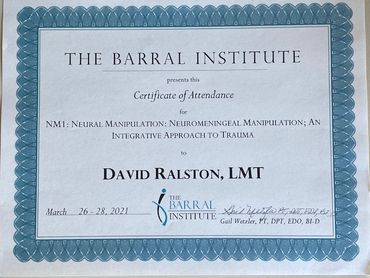 THE BARRAL INSTITUTE
presents this
Certificate of Attendance
for
NM1: NEURAL MANIPULATION: NEUROMENINGEAL MANIPULATION; AN
INTEGRATIVE APPROACH TO TRAUMA
to
DAVID RALSTON, LMT
March 26 - 28, 2021
THE
BARRAL
INSTITUTE
Gail Wetzler, PT, DPT, EDO, BI-D